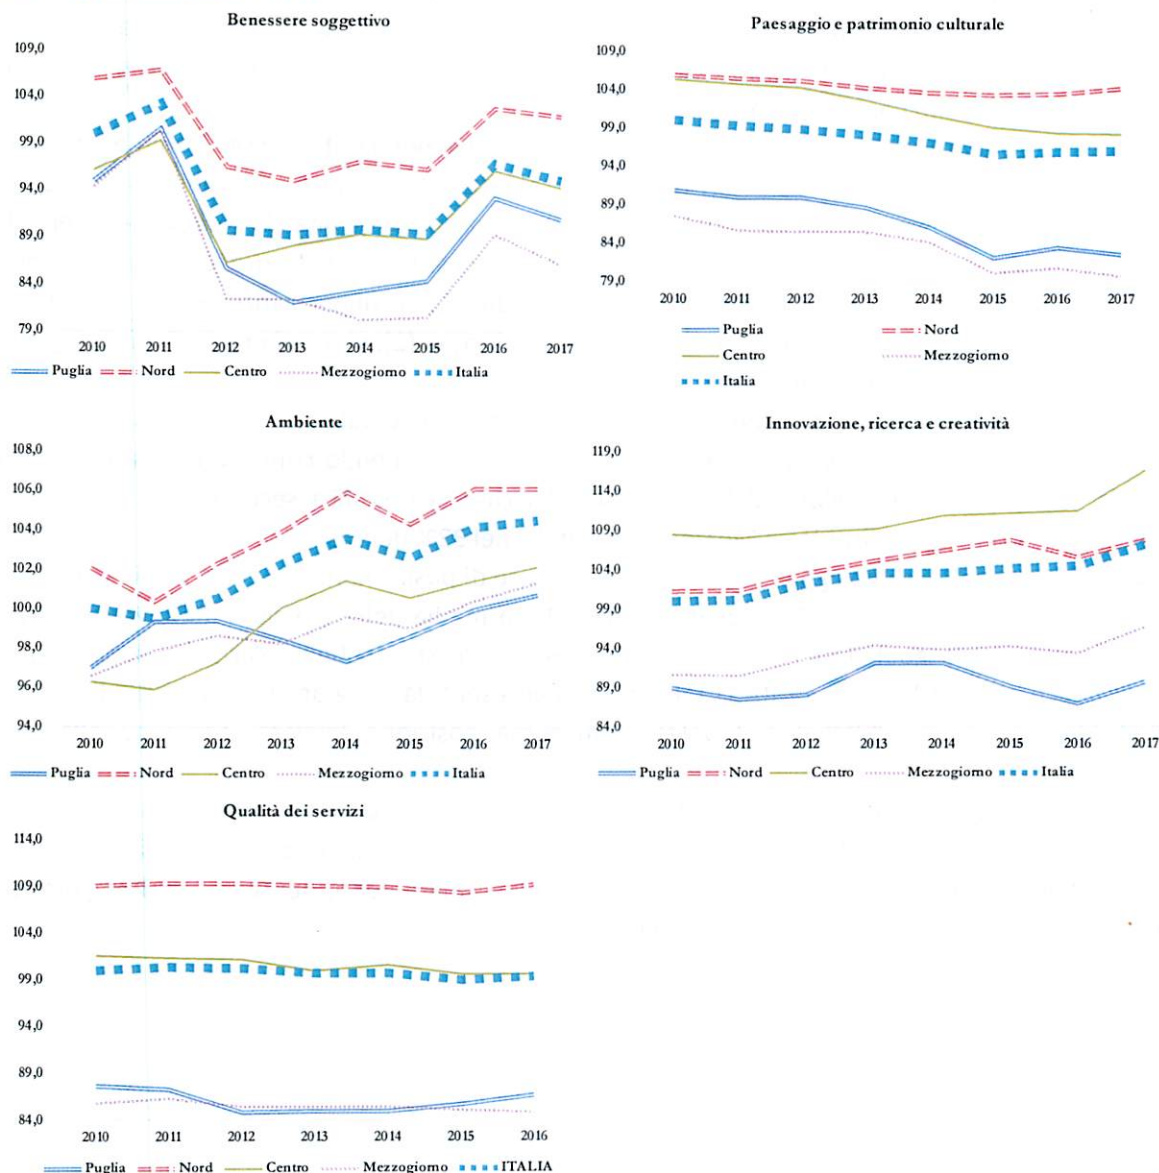 Benessere soggettivo
109,0
104,0
99,0
94,0
89,0
84,0
79,0
2010 2011 2012 2013 2014 2015 2016 2017
Puglia Nord Centro Mezzogiorno Italia
Paesaggio e patrimonio culturale
109,0
104,0
99,0
94,0
89,0
84,0
79,0
2010 2011 2012 2013 2014 2015 2016 2017
Puglia Nord
Centro Mezzogiorno
Italia
Ambiente
108,0
106,0
104,0
102,0
100,0
98,0
96,0
94,0
2010 2011 2012 2013 2014 2015 2016 2017
Puglia Nord Centro Mezzogiorno Italia
Innovazione, ricerca e creatività
119,0
114,0
109,0
104,0
99,0
94,0
89,0
84,0
2010 2011 2012 2013 2014 2015 2016 2017
Puglia Nord Centro Mezzogiorno Italia
Qualità dei servizi
114,0
109,0
104,0
99,0
94,0
89,0
84,0
2010 2011 2012 2013 2014 2015 2016
Puglia Nord Centro Mezzogiorno ITALIA